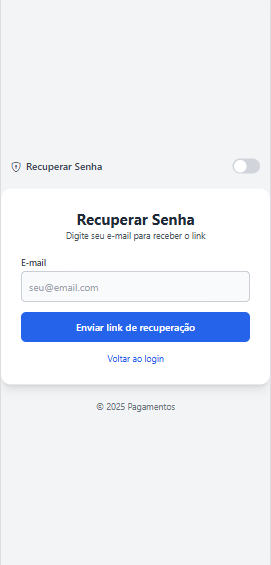 Recuperar Senha
Recuperar Senha
Digite seu e-mail para receber o link
E-mail
seu@email.com
Enviar link de recuperação
Voltar ao login
© 2025 Pagamentos